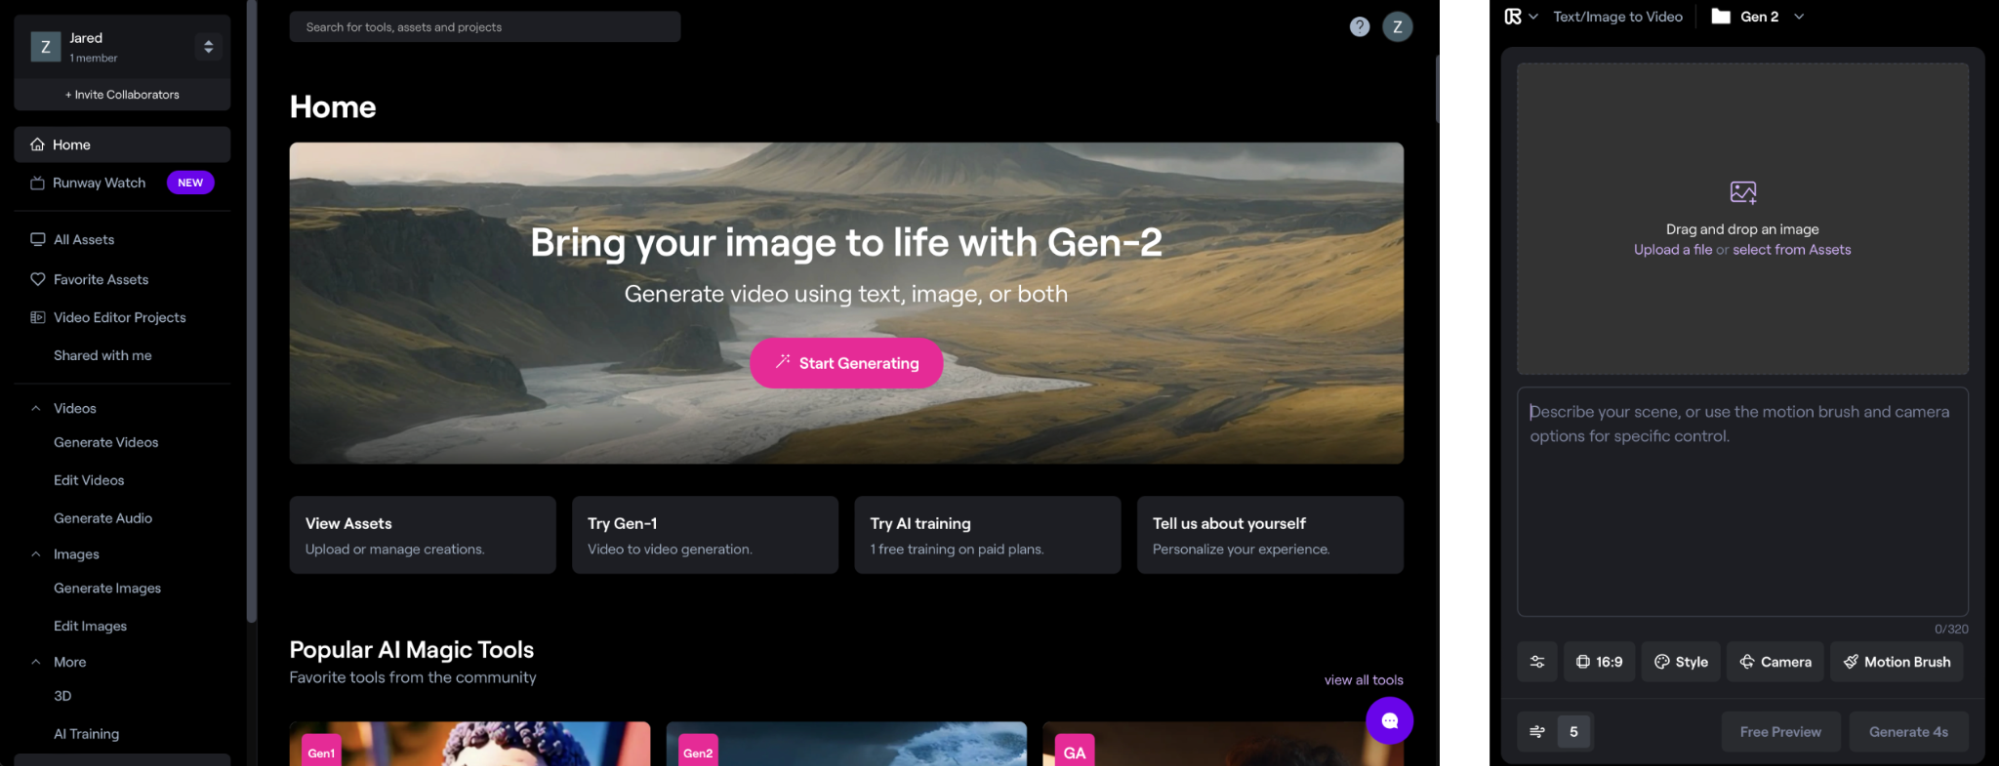 Z
Jared
1 member
+ Invite Collaborators
Home
Runway Watch
NEW
All Assets
Favorite Assets
Video Editor Projects
Shared with me
Videos
Generate Videos
Edit Videos
Generate Audio
Images
Generate Images
Edit Images
More
3D
AI Training
Search for tools, assets and projects
?
Z
Home
Bring your image to life with Gen-2
Generate video using text, image, or both
Start Generating
View Assets
Upload or manage creations.
Try Gen-1
Video to video generation.
Try AI training
1 free training on paid plans.
Tell us about yourself
Personalize your experience.
Popular AI Magic Tools
Favorite tools from the community
view all tools
Gen1
Gen2
GA
Text/Image to Video
Gen 2
Drag and drop an image
Upload a file or select from Assets
Describe your scene, or use the motion brush and camera
options for specific control.
0/320
16:9
Style
Camera
Motion Brush
5
Free Preview
Generate 4s